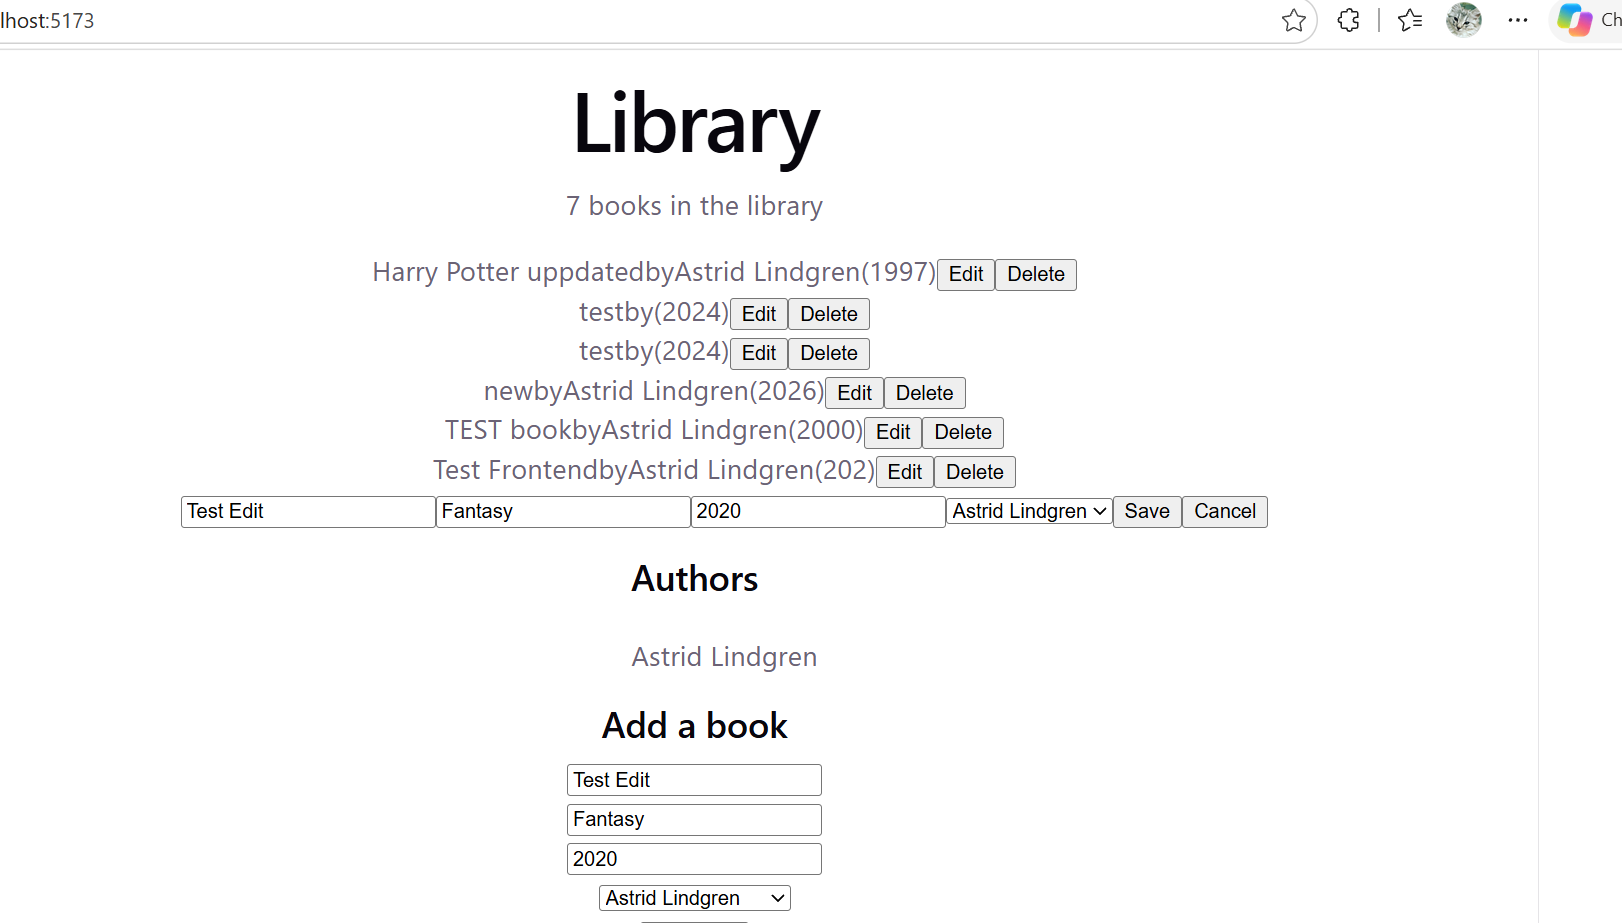 lhost:5173
Ch
Library
7 books in the library
Harry Potter uppdatedbyAstrid Lindgren(1997) Edit Delete
testby(2024) Edit Delete
testby(2024) Edit Delete
newbyAstrid Lindgren(2026) Edit Delete
TEST bookbyAstrid Lindgren(2000) Edit Delete
Test FrontendbyAstrid Lindgren(202) Edit Delete
Test Edit Fantasy 2020 Astrid Lindgren Save Cancel
Authors
Astrid Lindgren
Add a book
Test Edit
Fantasy
2020
Astrid Lindgren